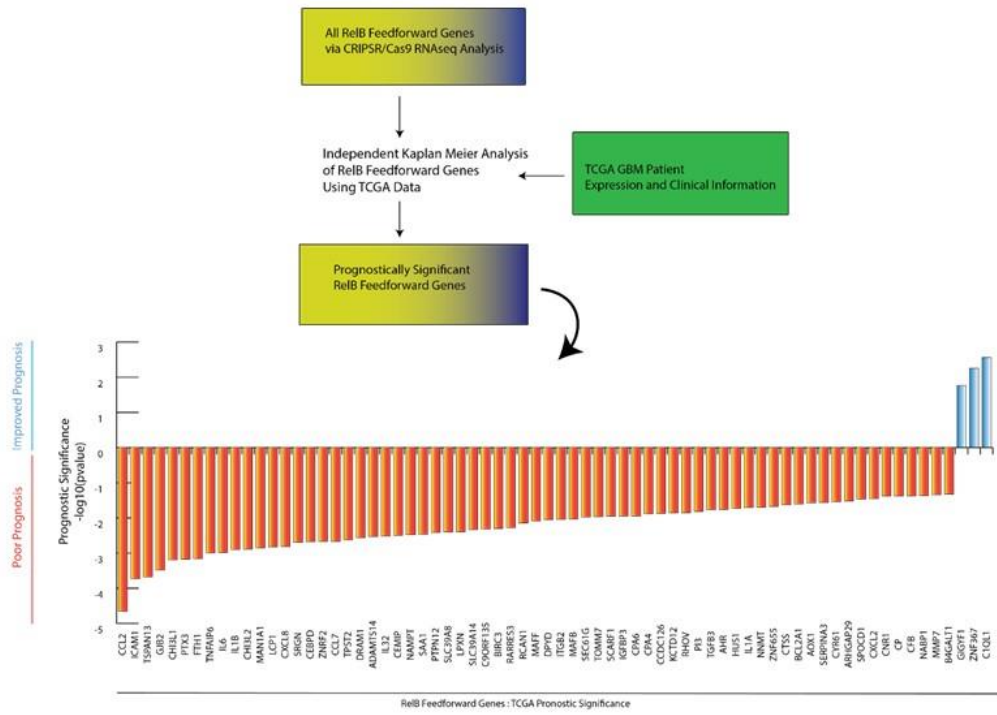 All RelB Feedforward Genes
via CRIPSR/Cas9 RNAseq Analysis
Independent Kaplan Meier Analysis
of RelB Feedforward Genes
Using TCGA Data
TCGA GBM Patient
Expression and Clinical Information
Prognostically Significant
RelB Feedforward Genes
Improved Prognosis
Poor Prognosis
Prognostic Significance
-log10(pvalue)
3
2
1
0
-1
-2
-3
-4
-5
CCL2
ICAM1
TSPAN13
GJB2
CHI3L1
PTX3
FTH1
TNFAIP6
IL6
IL1B
CHI3L2
MAN1A1
LCP1
CXCL8
SRGN
CEBPD
ZNRF2
CCL7
TPST2
DRAM1
ADAMTS14
IL32
CEMIP
NAMPT
SAA1
PTPN12
SLC39A8
LPXN
SLC39A14
C9ORF135
BIRC3
RARRES3
RCAN1
MAFF
DPYD
ITGB2
MAFB
SEC61G
TOMM7
SCARF1
IGFBP3
CPA6
CPA4
CCDC126
KCTD12
RHOV
PI3
TGFB3
AHR
HUS1
IL1A
NNMT
ZNF655
CTSS
BCL2A1
AOX1
SERPINA3
CYRI61
ARHGAP29
SPOCD1
CXCL2
CNR1
CP
CFB
NABP1
MMP7
B4GALT1
GIGYF1
ZNF367
C1QL1
RelB Feedforward Genes : TCGA Pronostic Significance